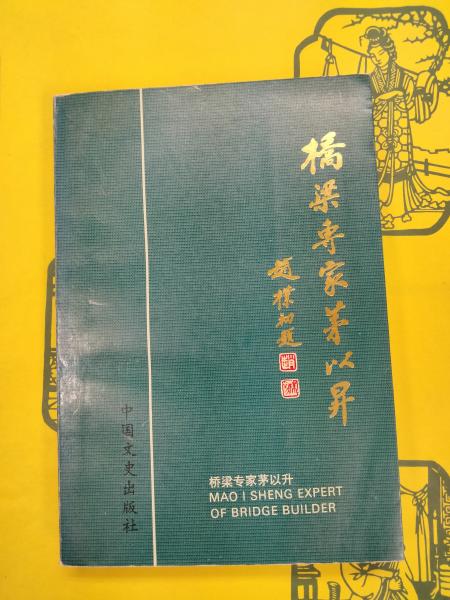 橋梁专家茅以昇
趙樸初題
中国文史出版社
桥梁专家茅以升
MAO I SHENG EXPERT
OF BRIDGE BUILDER